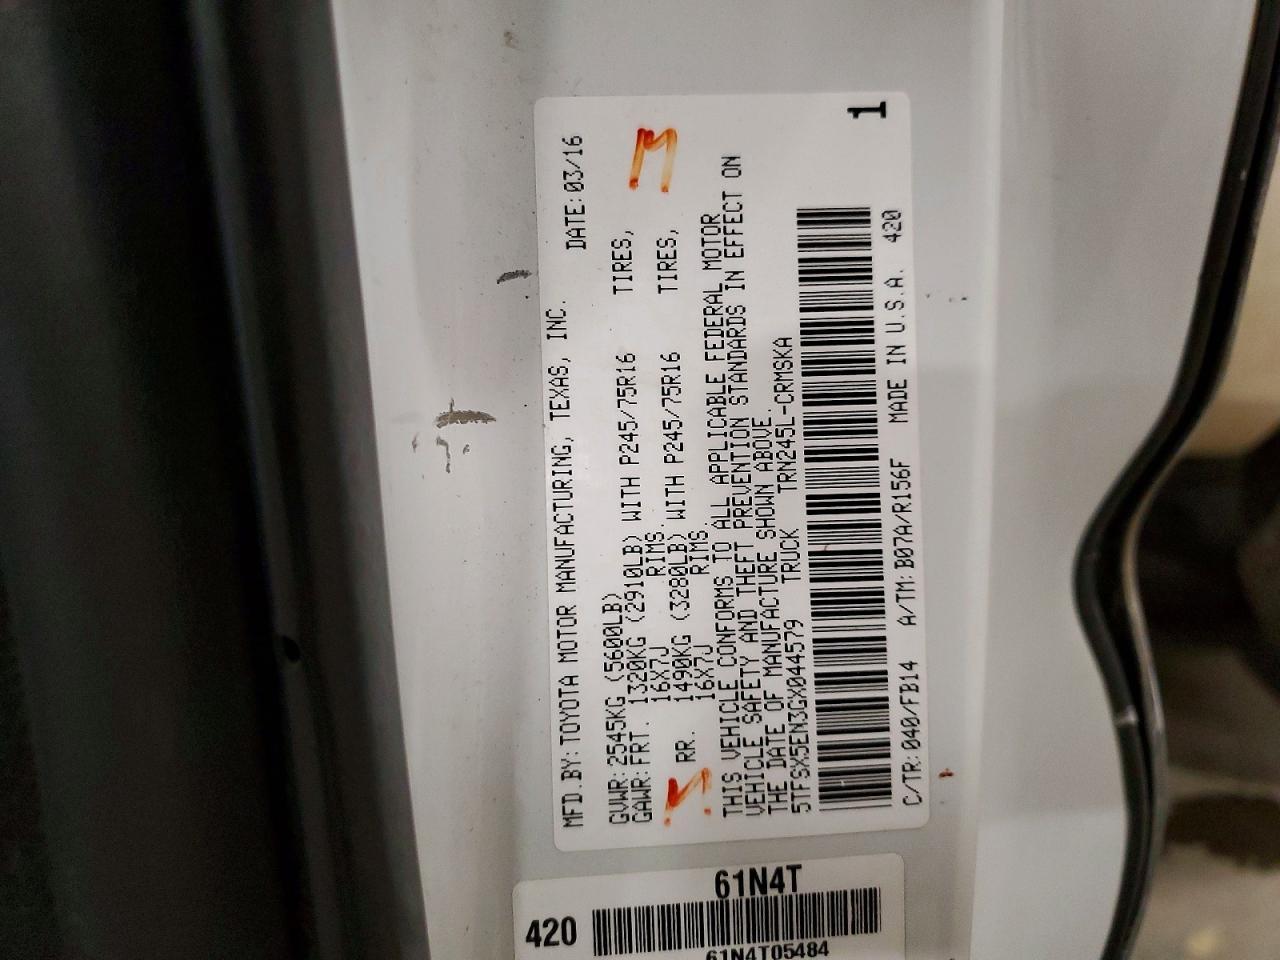 MFD.BY:TOYOTA MOTOR MANUFACTURING, TEXAS, INC.
DATE:03/16
GVWR:2545KG (5600LB)
GAWR:FRT. 1320KG (2910LB) WITH P245/75R16 TIRES,
16X7J RIMS.
RR. 1490KG (3280LB) WITH P245/75R16 TIRES,
16X7J RIMS
THIS VEHICLE CONFORMS TO ALL APPLICABLE FEDERAL MOTOR
VEHICLE SAFETY AND THEFT PREVENTION STANDARDS IN EFFECT ON
THE DATE OF MANUFACTURE SHOWN ABOVE.
5TFSX5EN3GX044579 TRUCK TRN245L-CRMSKA
1
C/TR:040/FB14 A/TM:B07A/R156F MADE IN U.S.A. 420
61N4T
420
61N4T05484